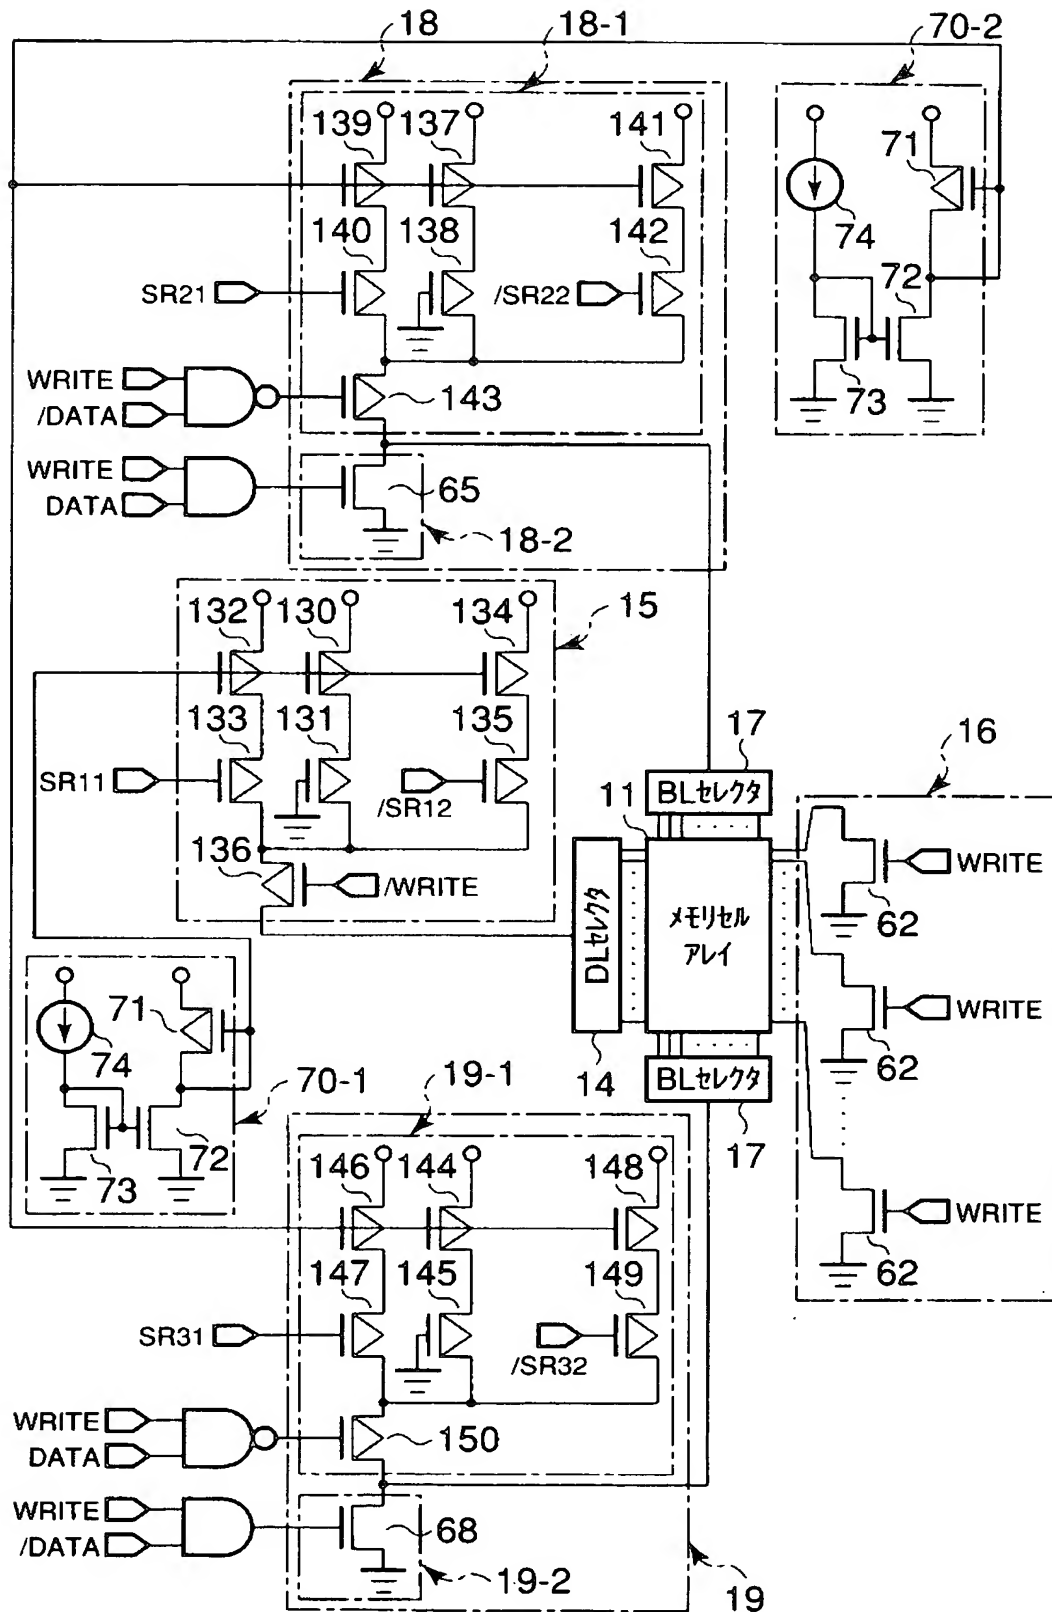 18
18-1
70-2
139
137
141
71
74
140
138
142
SR21
/SR22
72
WRITE
/DATA
143
73
WRITE
DATA
65
18-2
132
130
134
15
133
131
135
17
16
SR11
/SR12
11
BLセレクタ
136
/WRITE
WRITE
62
DLセレクタ
メモリセル
アレイ
71
74
WRITE
62
14
BLセレクタ
70-1
19-1
17
72
73
146
144
148
WRITE
62
147
145
149
SR31
/SR32
WRITE
DATA
150
WRITE
/DATA
68
19-2
19